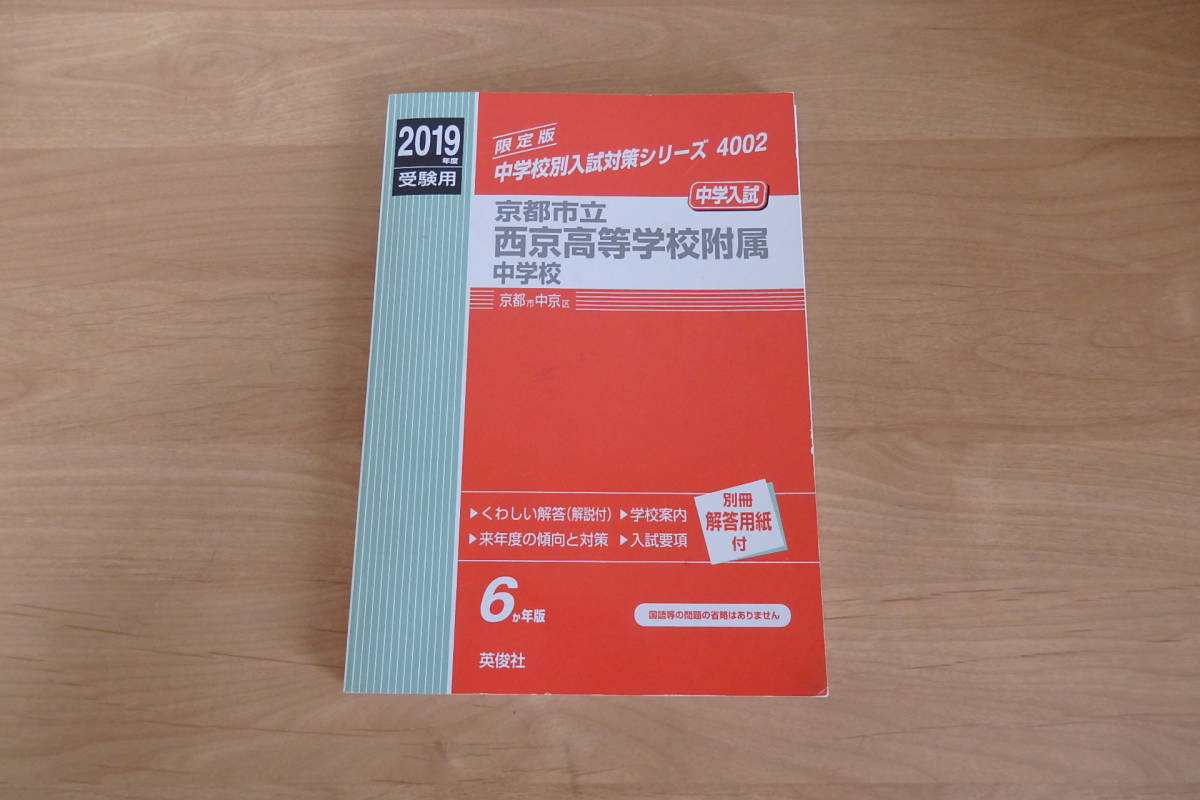 2019年度
受験用
限定版
中学校別入試対策シリーズ 4002
中学入試
京都市立
西京高等学校附属
中学校
京都市中京区
▶くわしい解答(解説付) ▶学校案内
▶来年度の傾向と対策 ▶入試要項
別冊
解答用紙
付
6か年版
国語等の問題の省略はありません
英俊社